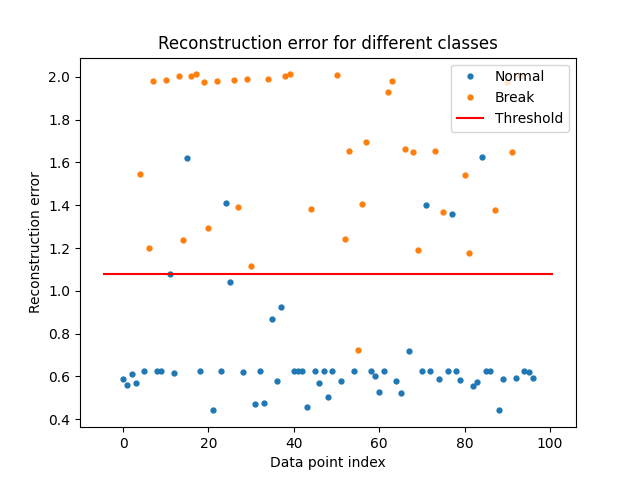 Reconstruction error for different classes
Normal
Break
Threshold
Reconstruction error
2.0
1.8
1.6
1.4
1.2
1.0
0.8
0.6
0.4
0
20
40
60
80
100
Data point index